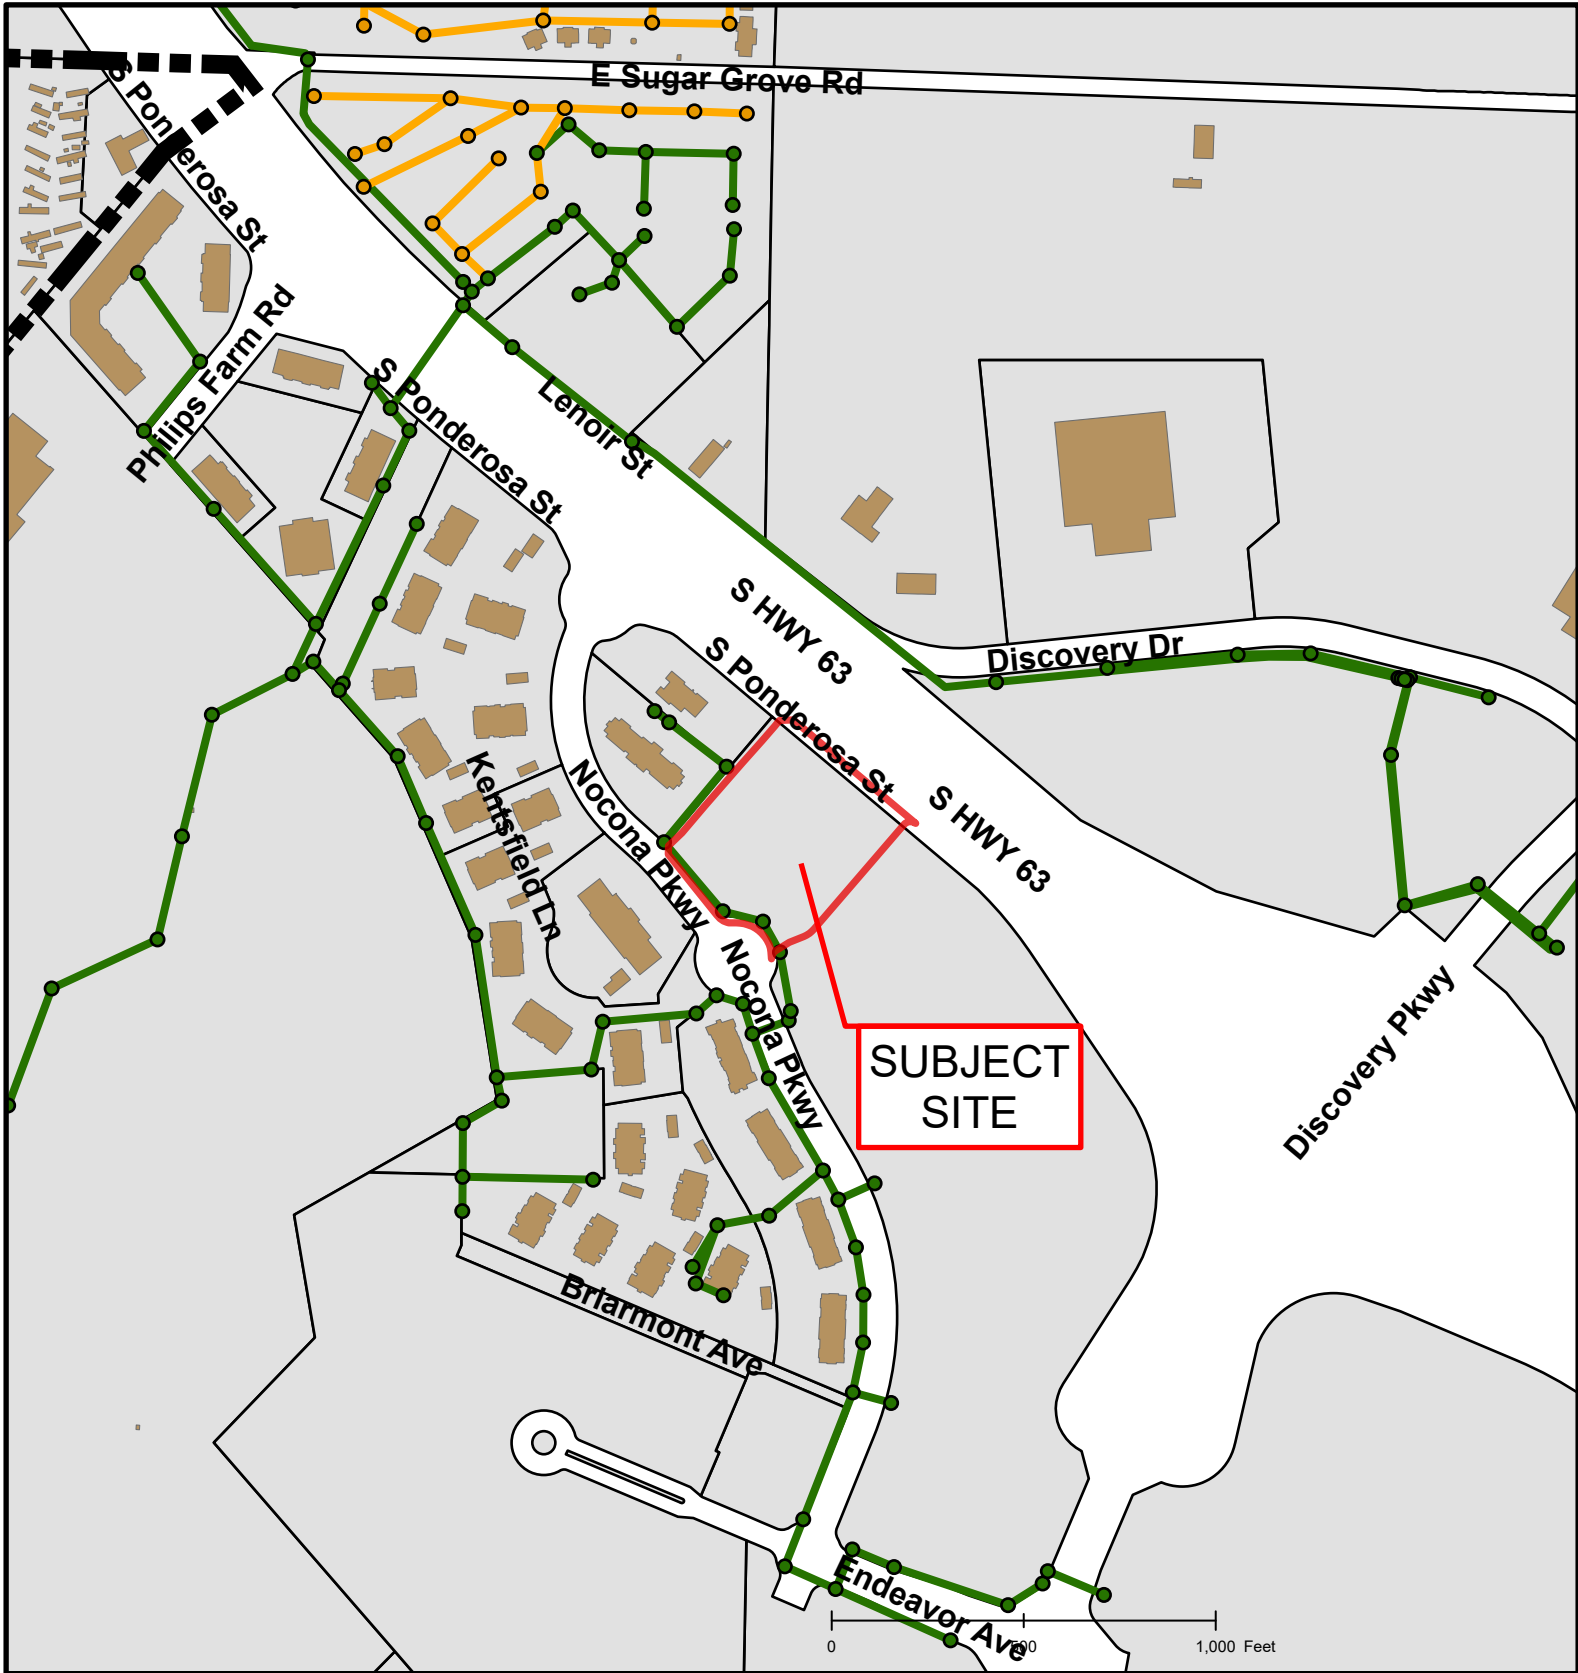 E Sugar Grove Rd
S Ponderosa St
Philips Farm Rd
S Ponderosa St
Lenoir St
S HWY 63
Discovery Dr
S Ponderosa St
S HWY 63
Kentsfield Ln
Nocona Pkwy
Nocona Pkwy
SUBJECT
SITE
Discovery Pkwy
Briarmont Ave
Endeavor Ave
0 500 1,000 Feet